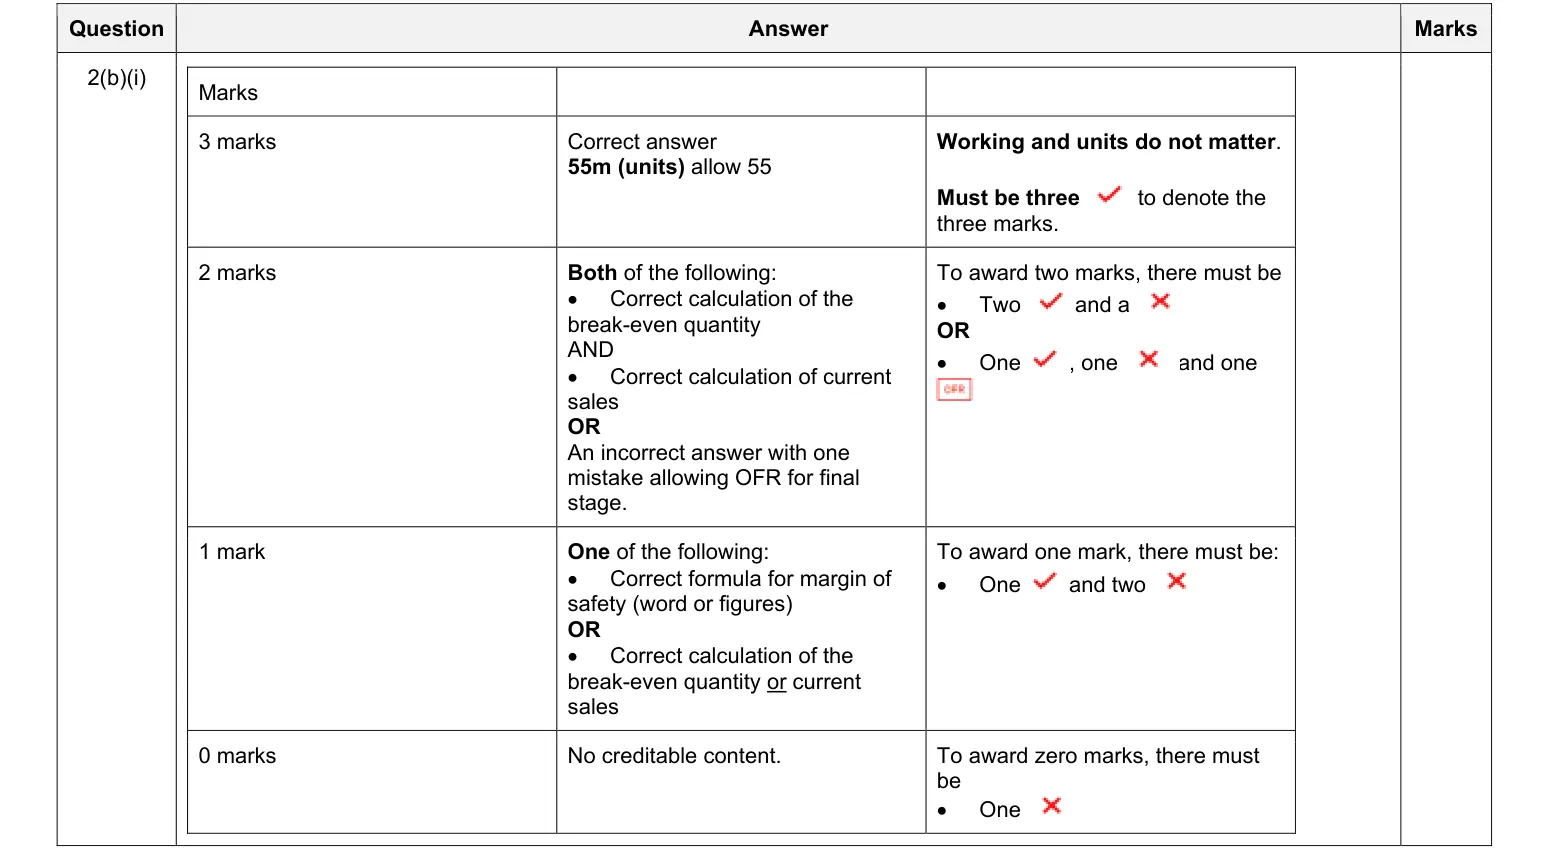 Question Answer Marks
2(b)(i)
Marks
3 marks
Correct answer
55m (units) allow 55
Working and units do not matter.
Must be three ✓ to denote the
three marks.
2 marks
Both of the following:
• Correct calculation of the
break-even quantity
AND
• Correct calculation of current
sales
OR
An incorrect answer with one
mistake allowing OFR for final
stage.
To award two marks, there must be
• Two ✓ and a ✗
OR
• One ✓ , one ✗ and one
OFR
1 mark
One of the following:
• Correct formula for margin of
safety (word or figures)
OR
• Correct calculation of the
break-even quantity or current
sales
To award one mark, there must be:
• One ✓ and two ✗
0 marks
No creditable content.
To award zero marks, there must
be
• One ✗